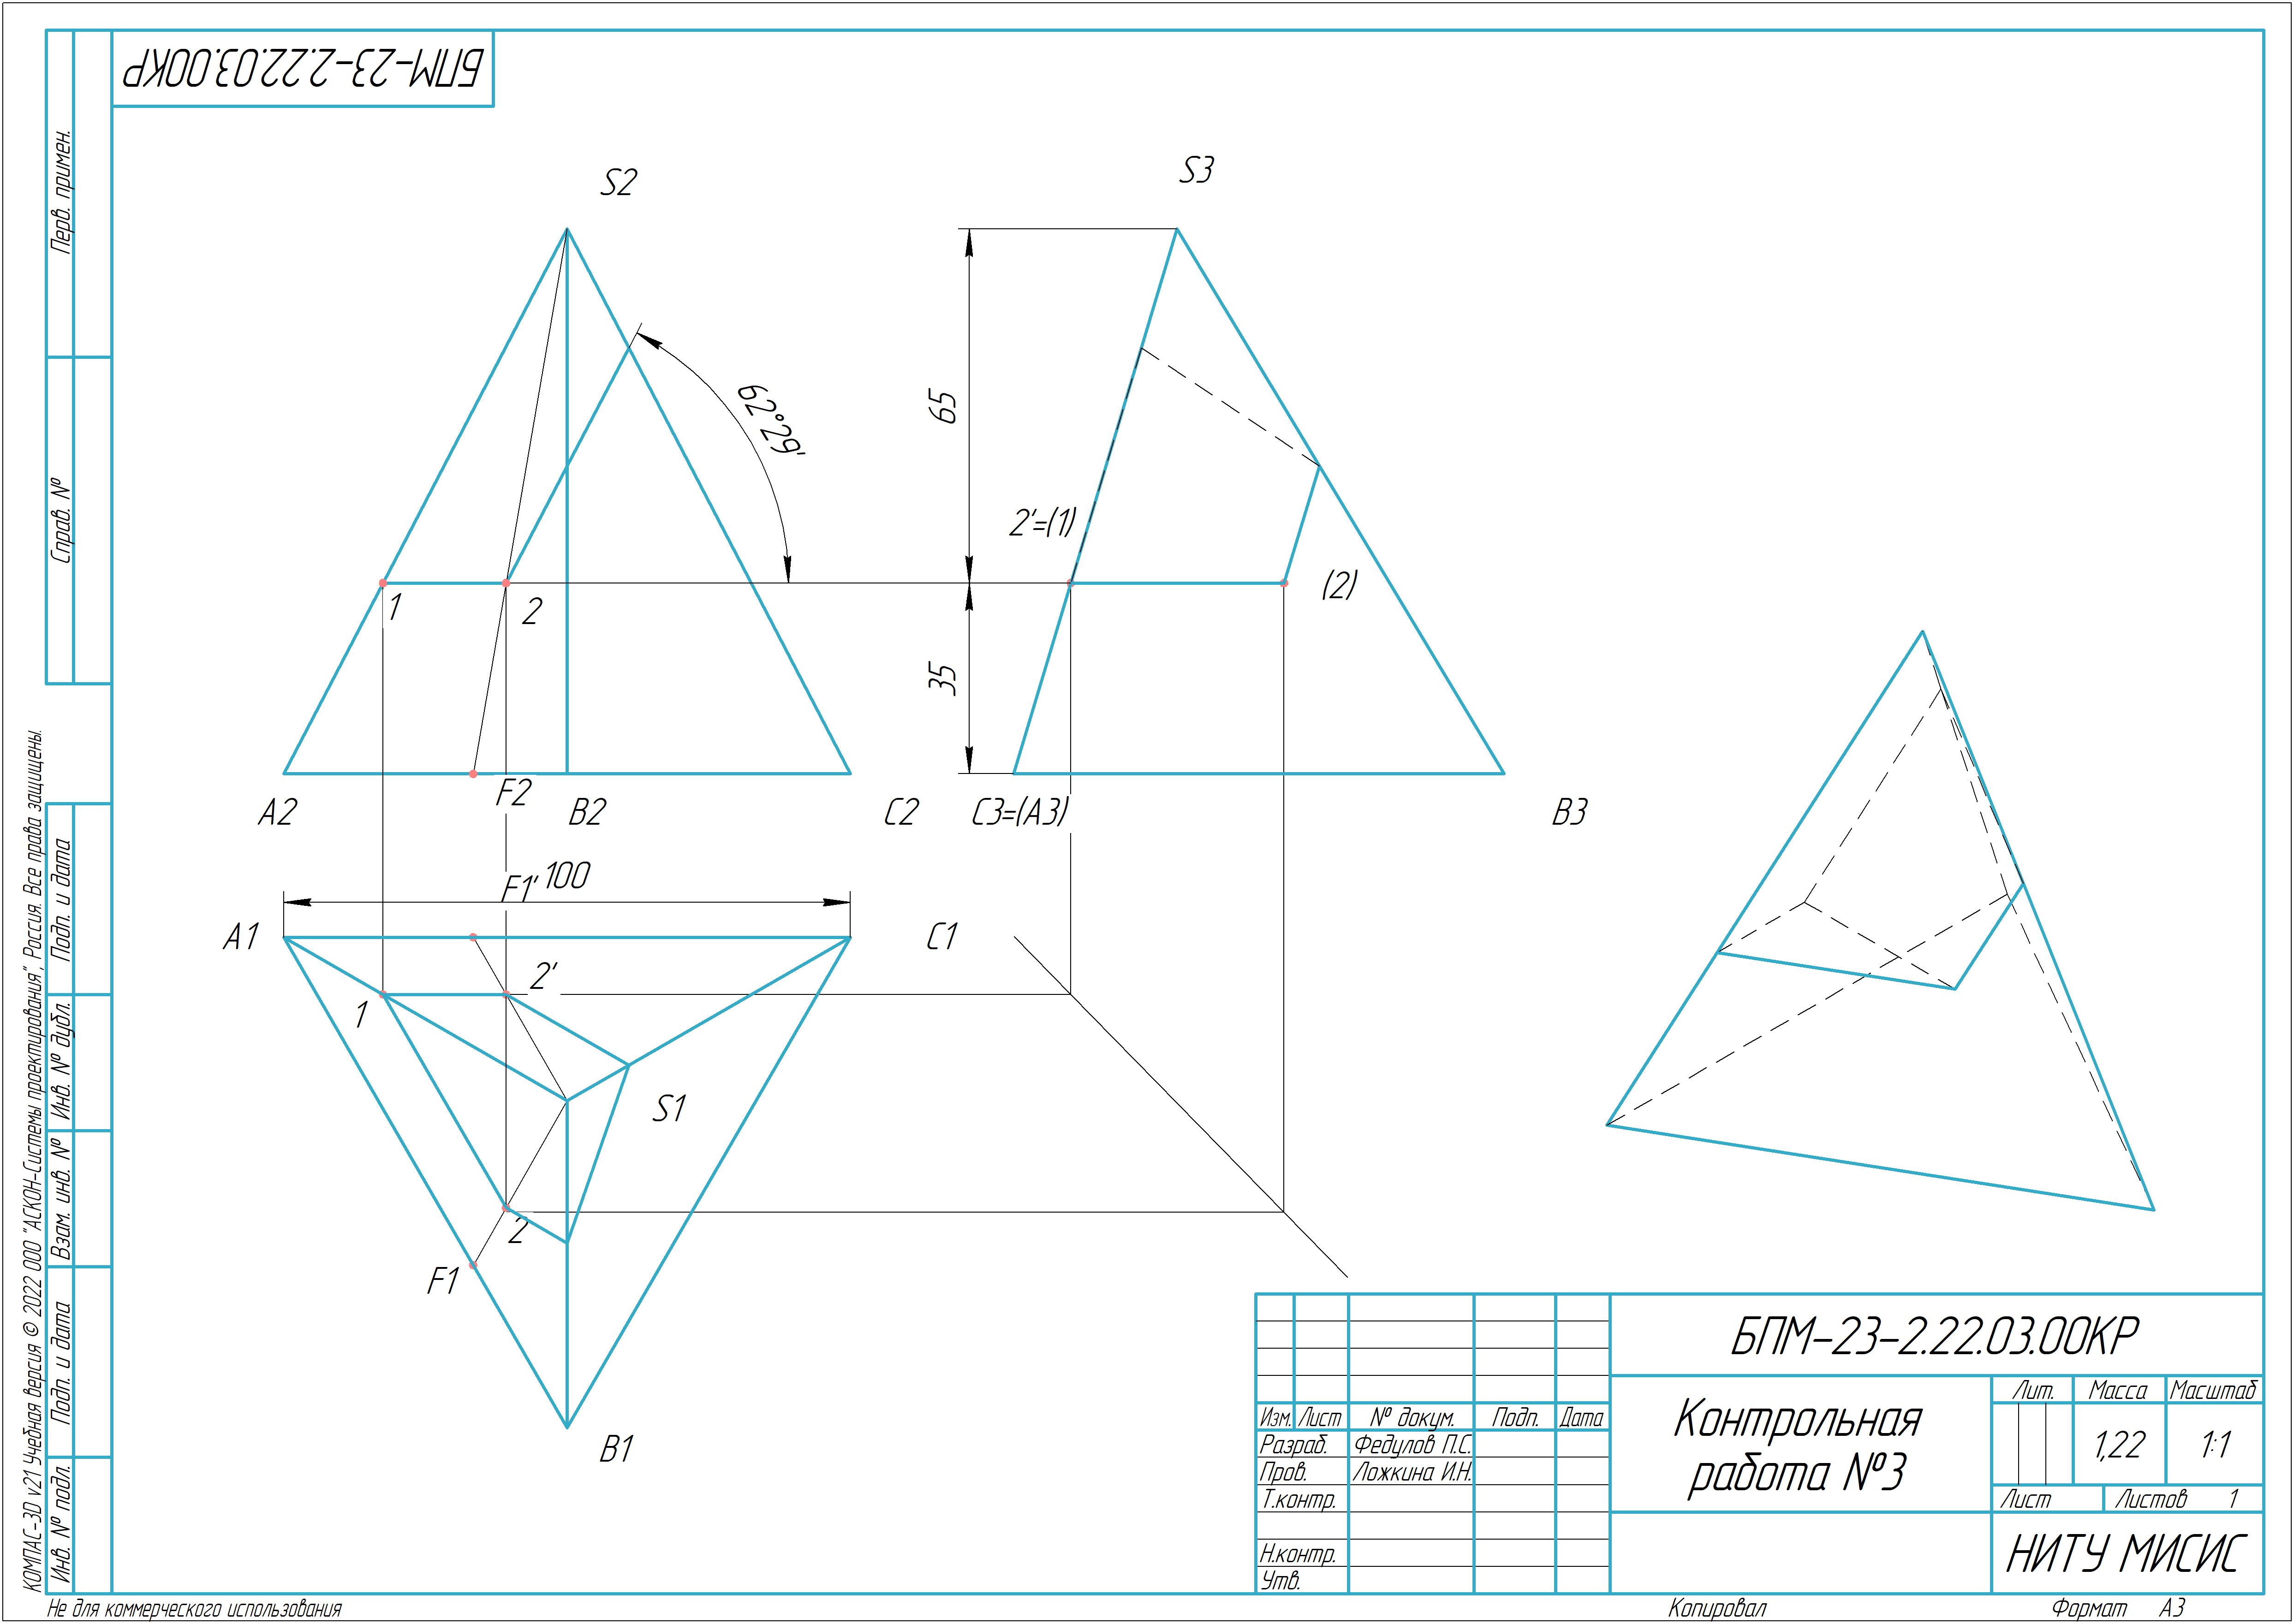 БПМ-23-2.22.03.00КР
Перв. примен.
Справ. №
Подп. и дата
Инв. № дубл.
Взам. инв. №
Подп. и дата
Инв. № подл.
КОМПАС-3D v21 Учебная версия © 2022 ООО "АСКОН-Системы проектирования", Россия. Все права защищены.
S2
S3
62°29'
65
2'=(1)
1
2
(2)
35
A2
F2
B2
C2
C3=(A3)
B3
F1'
100
A1
C1
2'
1
S1
2
F1
B1
БПМ-23-2.22.03.00КР
Изм. Лист № докум. Подп. Дата
Разраб. Федулов П.С.
Пров. Ложкина И.Н.
Т.контр.
Н.контр.
Утв.
Контрольная
работа №3
Лит. Масса Масштаб
1,22 1:1
Лист Листов 1
НИТУ МИСИС
Не для коммерческого использования
Копировал
Формат A3